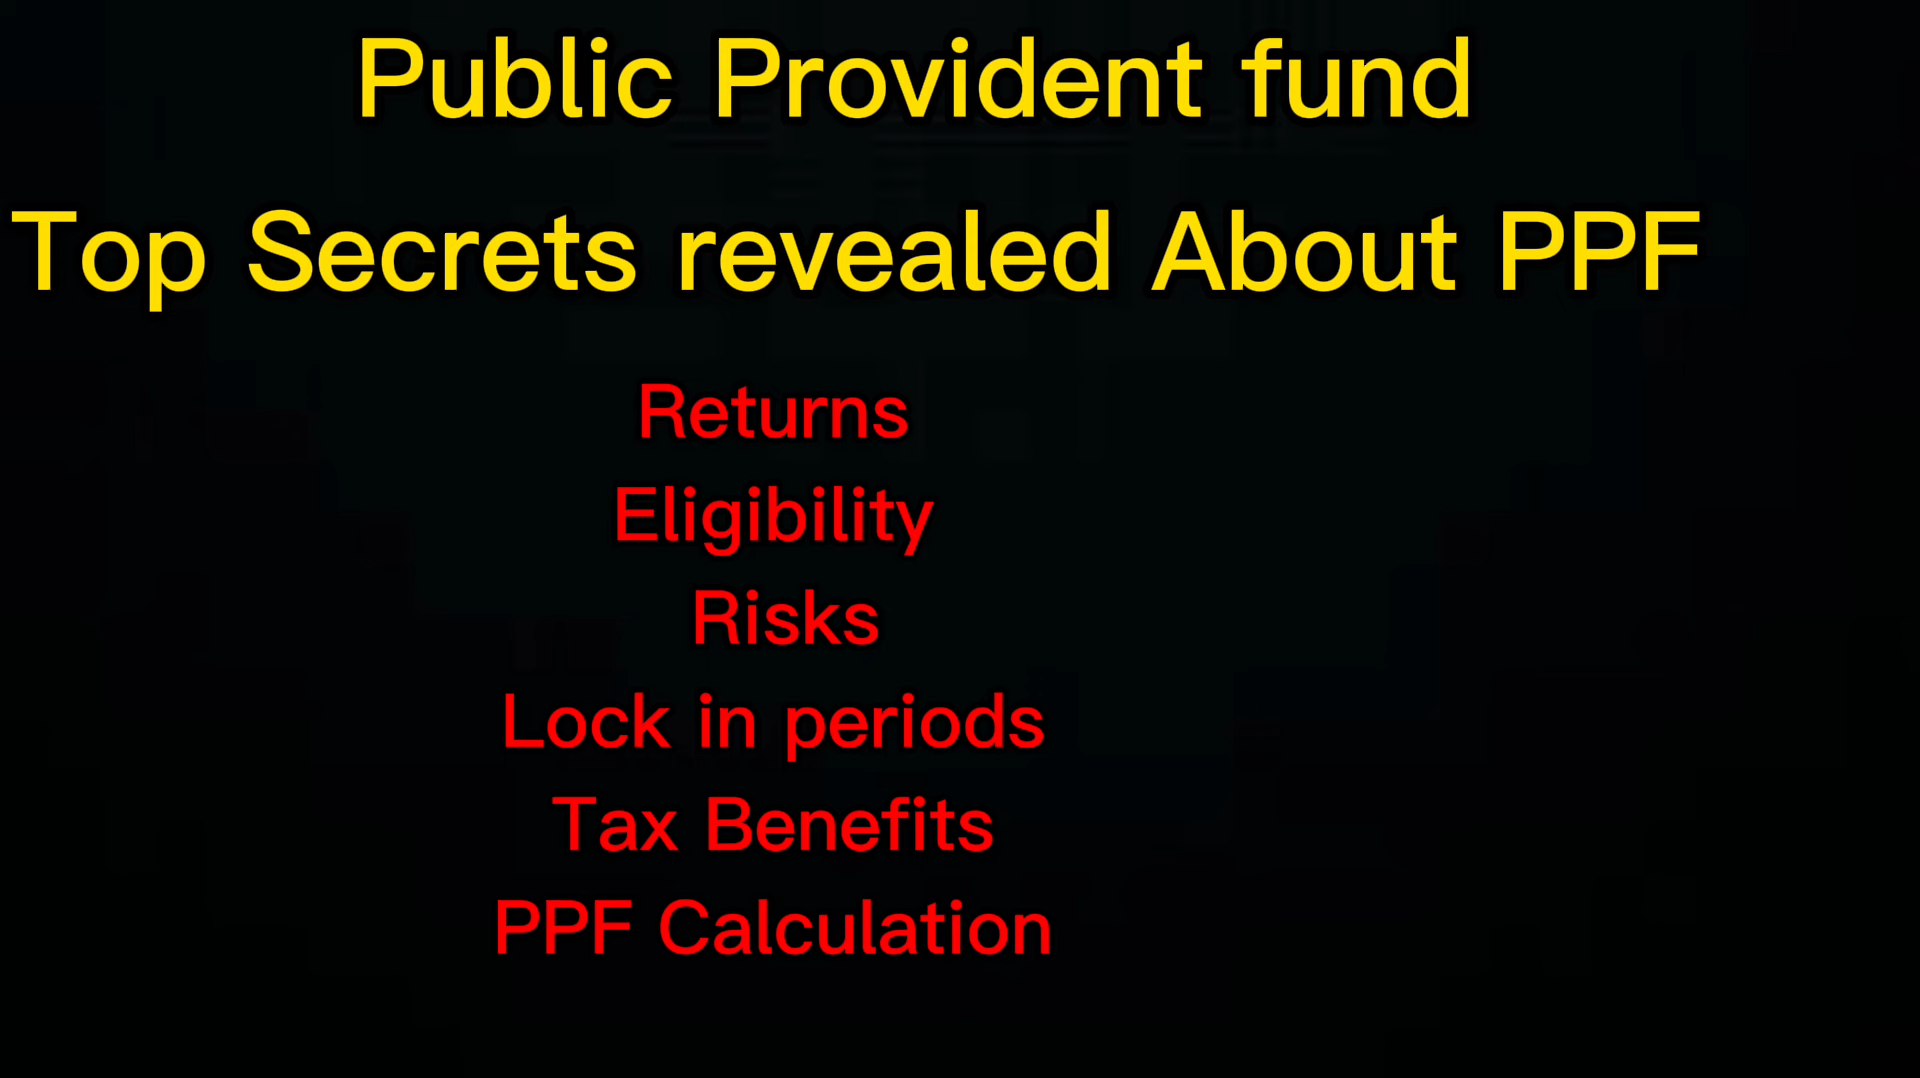 Public Provident fund
Top Secrets revealed About PPF
Returns
Eligibility
Risks
Lock in periods
Tax Benefits
PPF Calculation